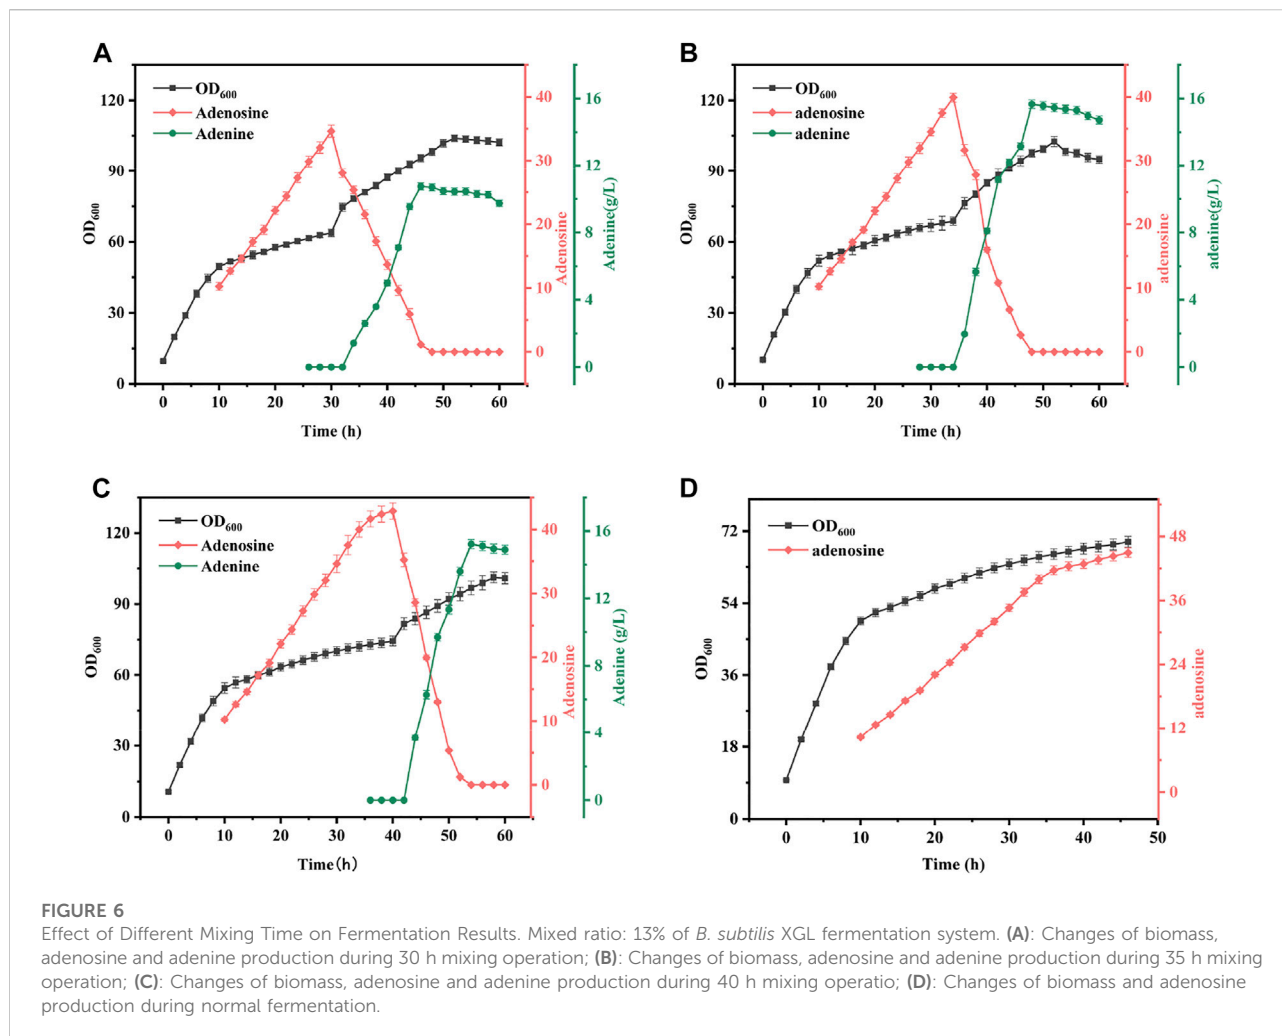 A
OD600
Adenosine
Adenine
120
90
60
30
0
OD600
0 10 20 30 40 50 60
Time (h)
40
30
20
10
0
Adenosine
16
12
8
4
0
Adenine(g/L)
B
OD600
adenosine
adenine
120
90
60
30
0
OD600
0 10 20 30 40 50 60
Time (h)
40
30
20
10
0
adenosine
16
12
8
4
0
adenine(g/L)
C
OD600
Adenosine
Adenine
120
90
60
30
0
OD600
0 10 20 30 40 50 60
Time(h)
40
30
20
10
0
Adenosine
16
12
8
4
0
Adenine (g/L)
D
OD600
adenosine
72
54
36
18
0
OD600
0 10 20 30 40 50
Time (h)
48
36
24
12
0
adenosine
FIGURE 6
Effect of Different Mixing Time on Fermentation Results. Mixed ratio: 13% of B. subtilis XGL fermentation system. (A): Changes of biomass,
adenosine and adenine production during 30 h mixing operation; (B): Changes of biomass, adenosine and adenine production during 35 h mixing
operation; (C): Changes of biomass, adenosine and adenine production during 40 h mixing operatio; (D): Changes of biomass and adenosine
production during normal fermentation.